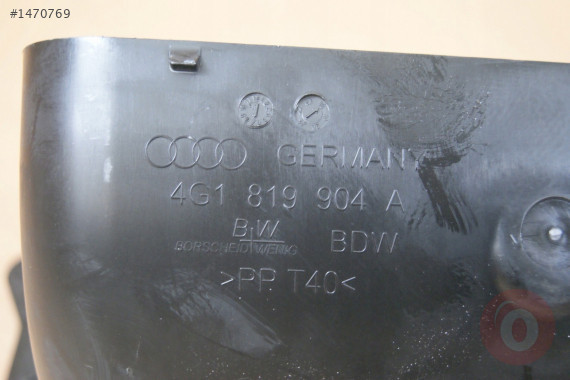 #1470769
GERMANY
4G1 819 904 A
BW BDW
BORSCHEID WENIG
>PP T40<